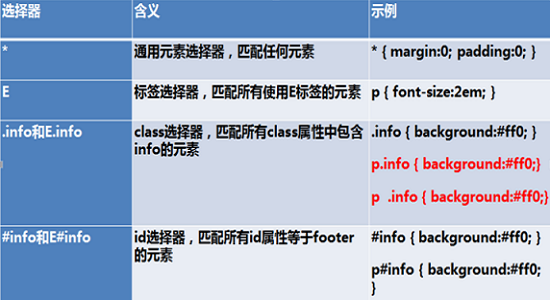 选择器 含义 示例
* 通用元素选择器，匹配任何元素 * { margin:0; padding:0; }
E 标签选择器，匹配所有使用E标签的元素 p { font-size:2em; }
.info和E.info class选择器，匹配所有class属性中包含 .info { background:#ff0; }
info的元素
p.info { background:#ff0;}
p .info { background:#ff0;}
#info和E#info id选择器，匹配所有id属性等于footer #info { background:#ff0; }
的元素
p#info { background:#ff0;
}